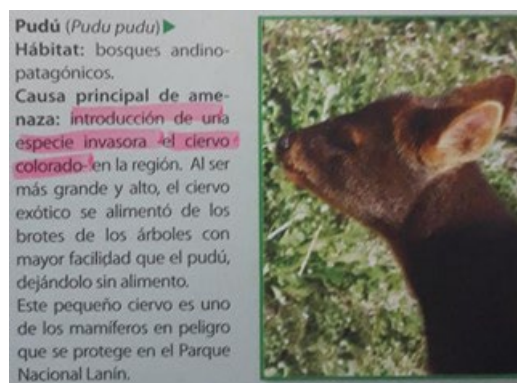 Pudú (Pudu pudu)▶
Hábitat: bosques andino-
patagónicos.
Causa principal de ame-
naza: introducción de una
especie invasora -el ciervo
colorado- en la región. Al ser
más grande y alto, el ciervo
exótico se alimentó de los
brotes de los árboles con
mayor facilidad que el pudú,
dejándolo sin alimento.
Este pequeño ciervo es uno
de los mamíferos en peligro
que se protege en el Parque
Nacional Lanín.